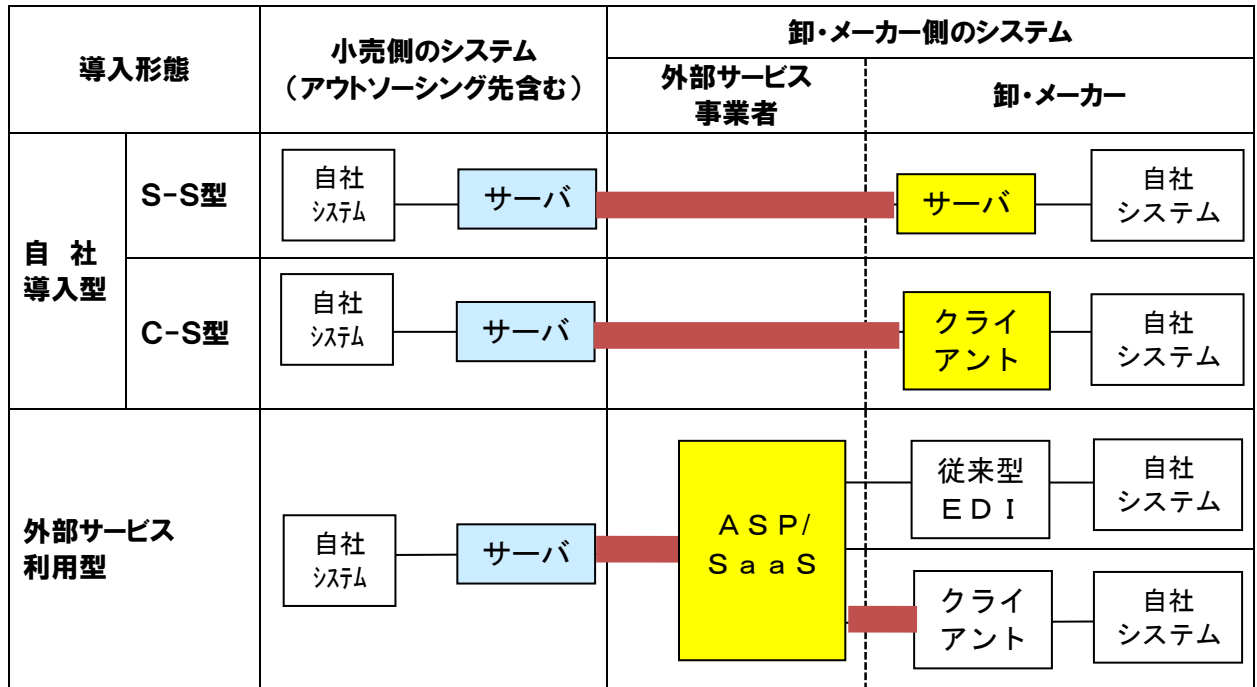 導入形態
小売側のシステム
（アウトソーシング先含む）
卸・メーカー側のシステム
外部サービス
事業者
卸・メーカー
自 社
導入型
S-S型
自社
ｼｽﾃﾑ
サーバ
サーバ
自社
システム
C-S型
自社
ｼｽﾃﾑ
サーバ
クライ
アント
自社
システム
外部サービス
利用型
自社
ｼｽﾃﾑ
サーバ
ＡＳＰ/
ＳａａＳ
従来型
ＥＤＩ
自社
システム
クライ
アント
自社
システム